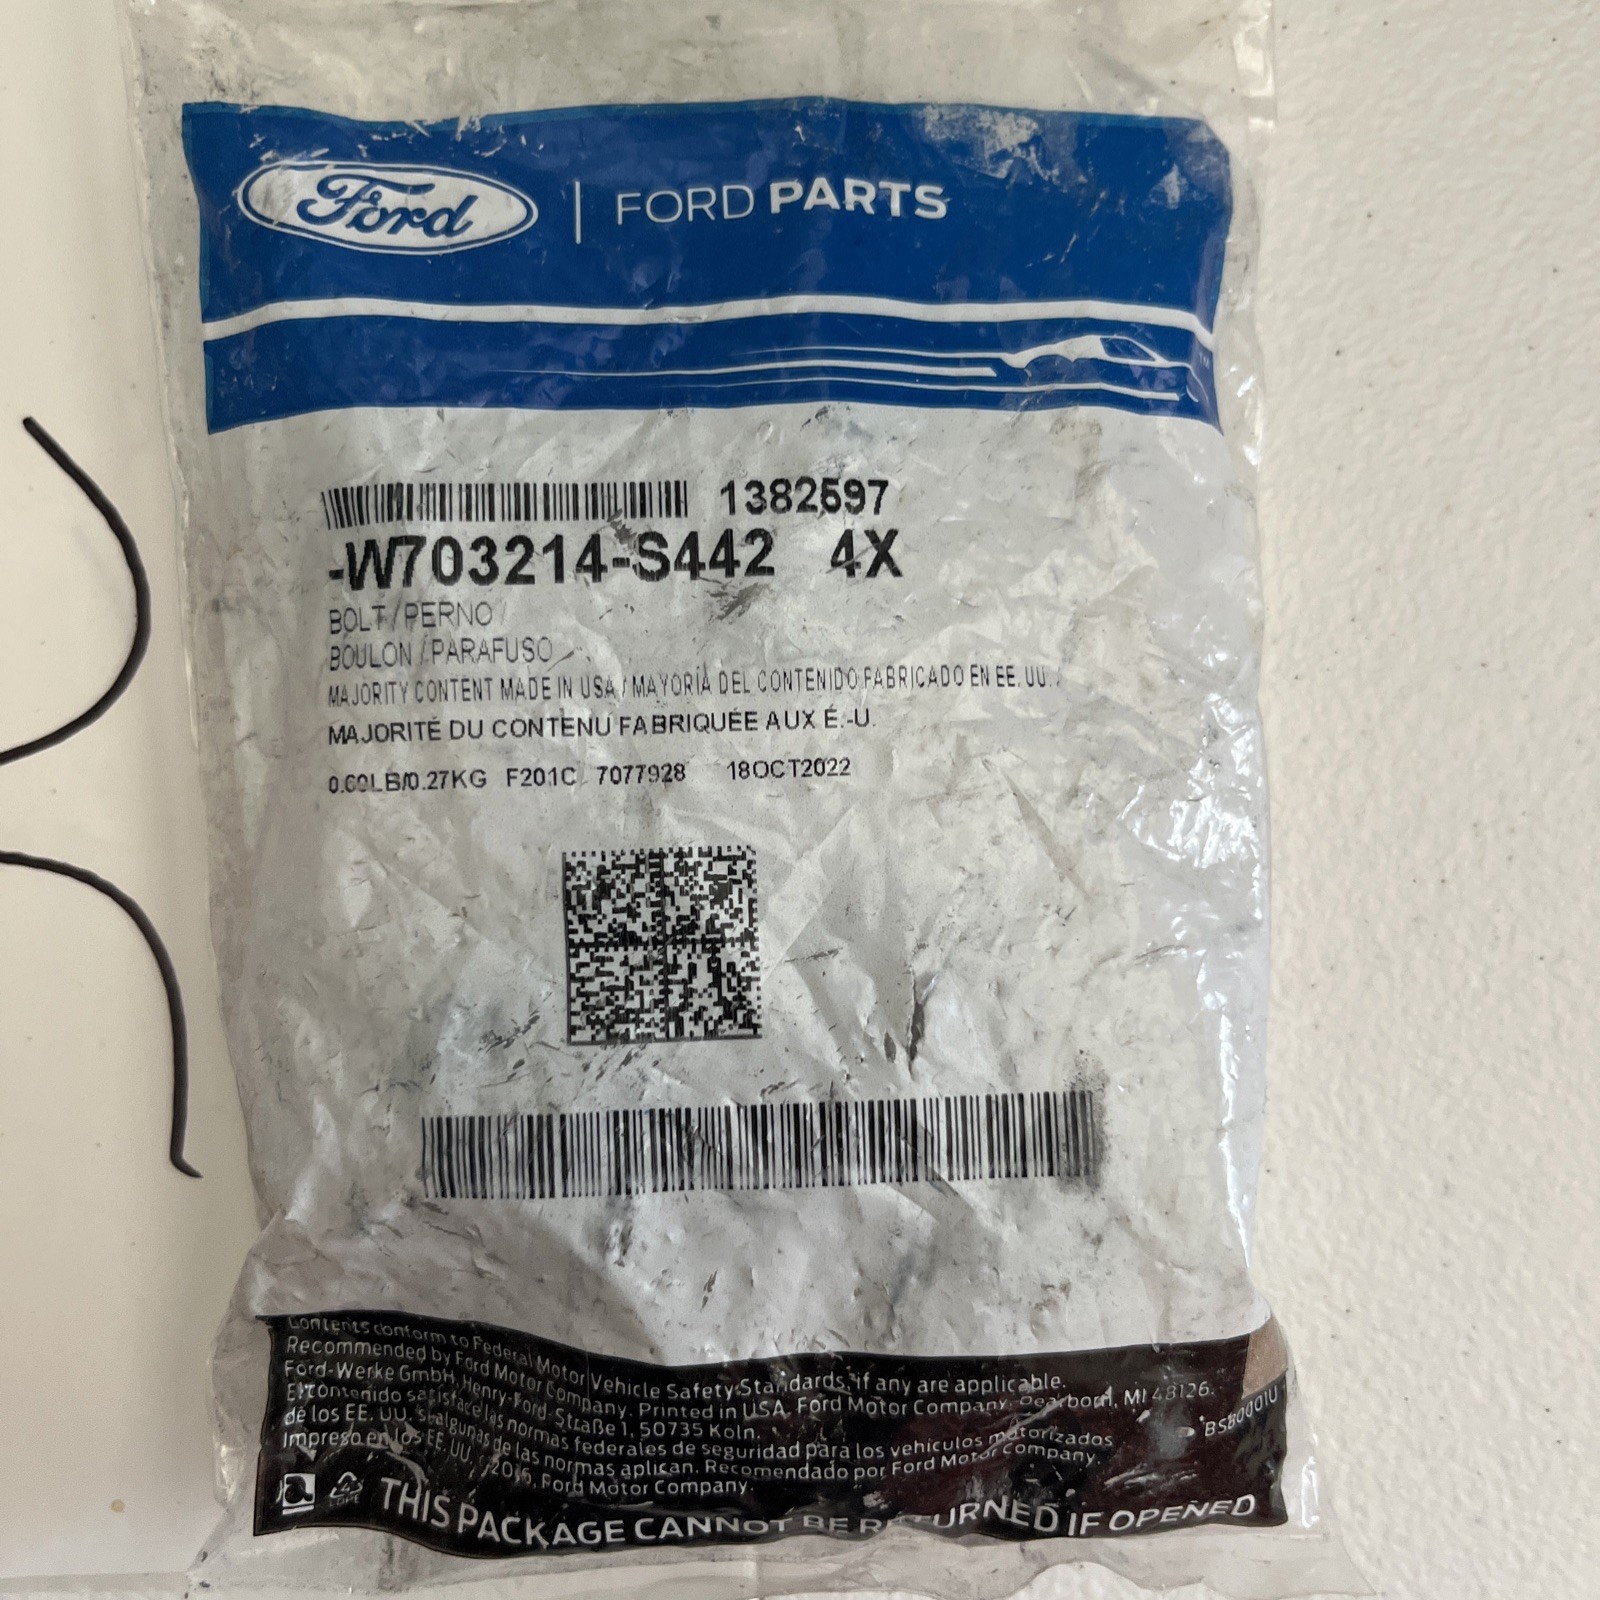 Ford | FORD PARTS
1382597
-W703214-S442 4X
BOLT / PERNO /
BOULON / PARAFUSO
MAJORITY CONTENT MADE IN USA / MAYORÍA DEL CONTENIDO FABRICADO EN EE. UU. /
MAJORITÉ DU CONTENU FABRIQUÉE AUX É.-U.
0.60LB/0.27KG F201C 7077928 18OCT2022
Contents conform to Federal Motor Vehicle Safety Standards, if any are applicable.
Recommended by Ford Motor Company. Printed in USA. Ford Motor Company, Dearborn, MI 48126.
Ford-Werke GmbH, Henry-Ford-Straße 1, 50735 Köln.
El contenido satisface las normas federales de seguridad para los vehículos motorizados
de los EE. UU. si algunas de las normas aplican. Recomendado por Ford Motor Company.
Impreso en los EE. UU. 2016, Ford Motor Company.
LDPE
THIS PACKAGE CANNOT BE RETURNED IF OPENED